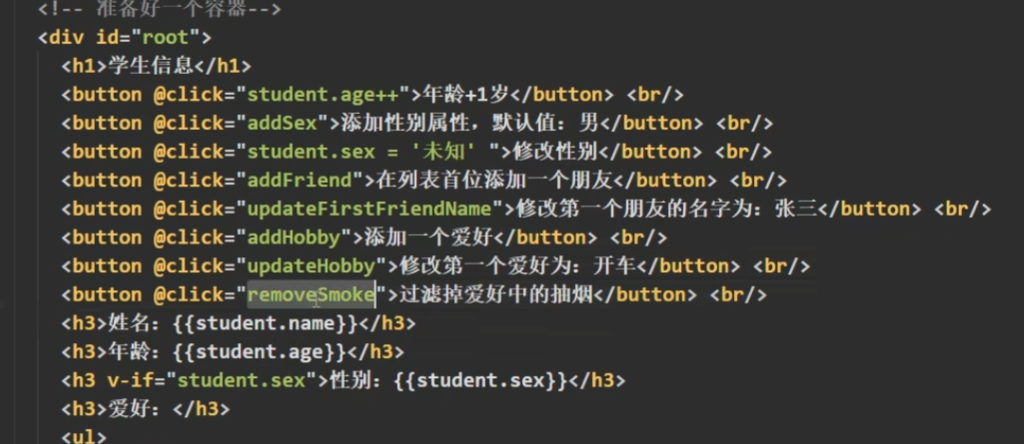 <!-- 准备好一个容器-->
<div id="root">
<h1>学生信息</h1>
<button @click="student.age++">年龄+1岁</button> <br/>
<button @click="addSex">添加性别属性，默认值：男</button> <br/>
<button @click="student.sex = '未知' ">修改性别</button> <br/>
<button @click="addFriend">在列表首位添加一个朋友</button> <br/>
<button @click="updateFirstFriendName">修改第一个朋友的名字为：张三</button> <br/>
<button @click="addHobby">添加一个爱好</button> <br/>
<button @click="updateHobby">修改第一个爱好为：开车</button> <br/>
<button @click="removeSmoke">过滤掉爱好中的抽烟</button> <br/>
<h3>姓名：{{student.name}}</h3>
<h3>年龄：{{student.age}}</h3>
<h3 v-if="student.sex">性别：{{student.sex}}</h3>
<h3>爱好：</h3>
<ul>